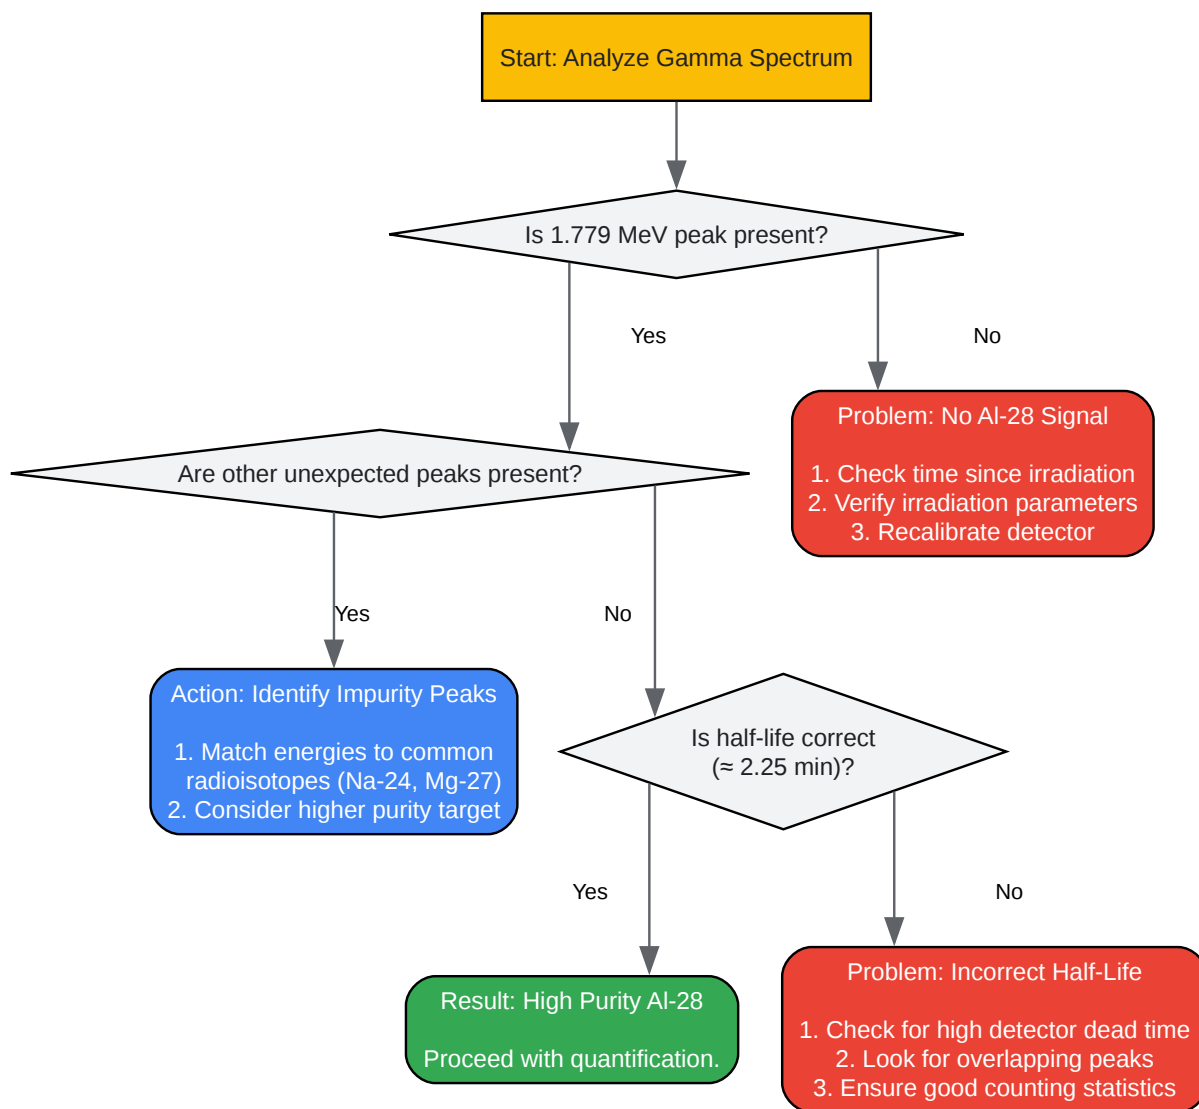 Start: Analyze Gamma Spectrum
Is 1.779 MeV peak present?
Yes
No
Problem: No Al-28 Signal
1. Check time since irradiation
2. Verify irradiation parameters
3. Recalibrate detector
Are other unexpected peaks present?
Yes
No
Action: Identify Impurity Peaks
1. Match energies to common
radioisotopes (Na-24, Mg-27)
2. Consider higher purity target
Is half-life correct
(≈ 2.25 min)?
Yes
No
Result: High Purity Al-28
Proceed with quantification.
Problem: Incorrect Half-Life
1. Check for high detector dead time
2. Look for overlapping peaks
3. Ensure good counting statistics